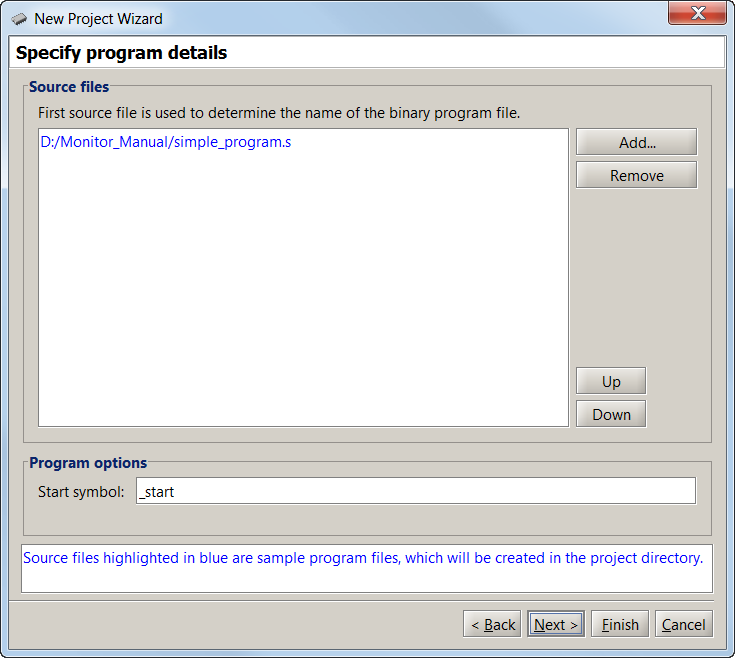 New Project Wizard
Specify program details
Source files
First source file is used to determine the name of the binary program file.
D:/Monitor_Manual/simple_program.s
Add...
Remove
Up
Down
Program options
Start symbol: _start
Source files highlighted in blue are sample program files, which will be created in the project directory.
< Back Next > Finish Cancel